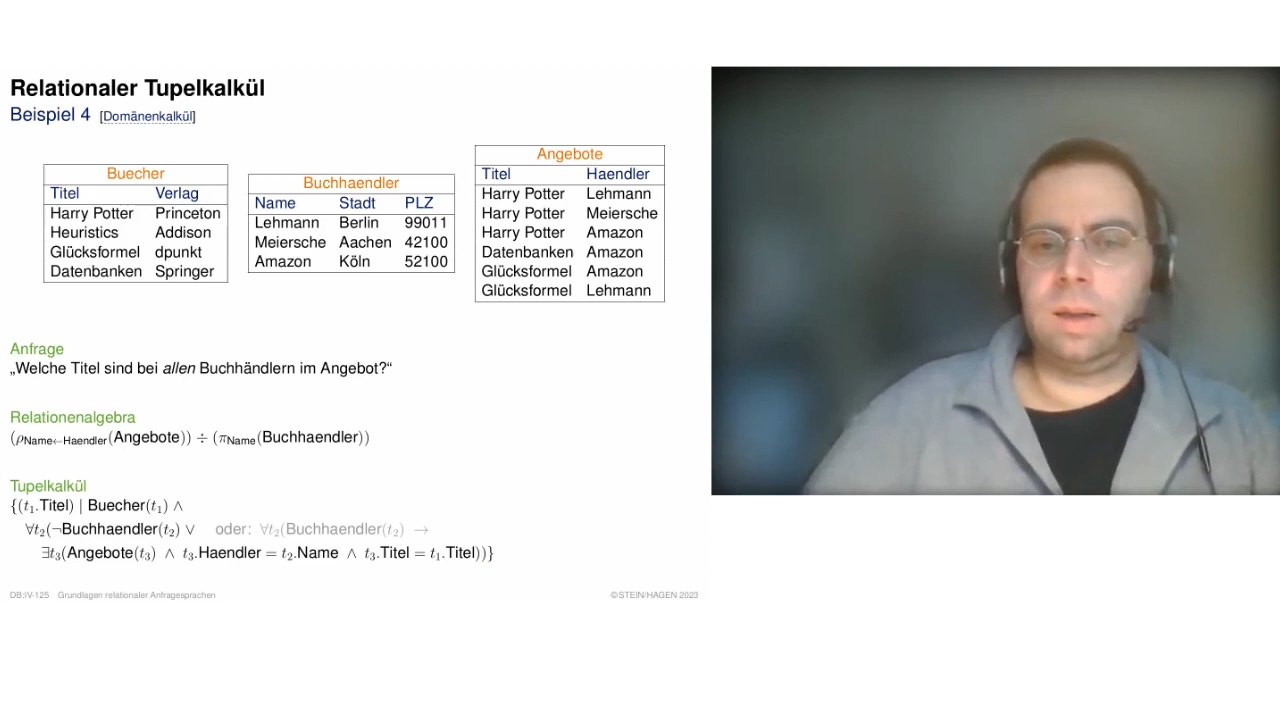 Relationaler Tupelkalkül
Beispiel 4 [Domänenkalkül]
Buecher
Titel Verlag
Harry Potter Princeton
Heuristics Addison
Glücksformel dpunkt
Datenbanken Springer
Buchhaendler
Name Stadt PLZ
Lehmann Berlin 99011
Meiersche Aachen 42100
Amazon Köln 52100
Angebote
Titel Haendler
Harry Potter Lehmann
Harry Potter Meiersche
Harry Potter Amazon
Datenbanken Amazon
Glücksformel Amazon
Glücksformel Lehmann
Anfrage
„Welche Titel sind bei allen Buchhändlern im Angebot?“
Relationenalgebra
(ρName←Haendler(Angebote)) ÷ (πName(Buchhaendler))
Tupelkalkül
{(t₁.Titel) | Buecher(t₁) ∧
∀t₂(¬Buchhaendler(t₂) ∨ oder: ∀t₂(Buchhaendler(t₂) →
∃t₃(Angebote(t₃) ∧ t₃.Haendler = t₂.Name ∧ t₃.Titel = t₁.Titel))}
DB:IV-125 Grundlagen relationaler Anfragesprachen ©STEIN/HAGEN 2023